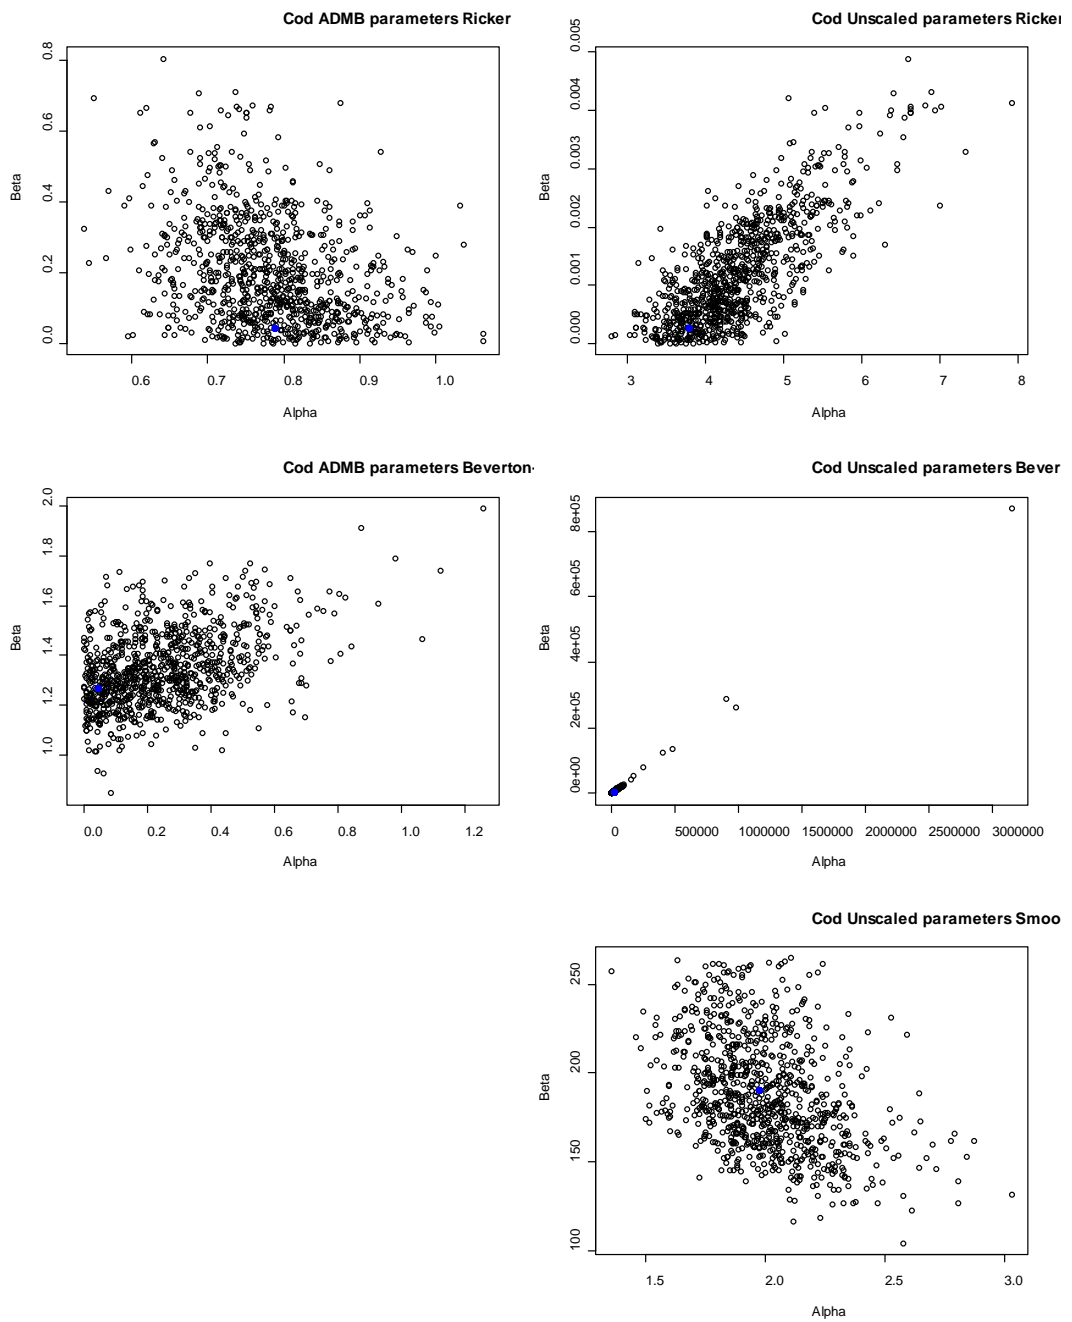 Cod ADMB parameters Ricker
Beta
0.0 0.2 0.4 0.6 0.8
0.6 0.7 0.8 0.9 1.0
Alpha
Cod Unscaled parameters Ricker
Beta
0.000 0.001 0.002 0.003 0.004 0.005
3 4 5 6 7 8
Alpha
Cod ADMB parameters Beverton-
Beta
1.0 1.2 1.4 1.6 1.8 2.0
0.0 0.2 0.4 0.6 0.8 1.0 1.2
Alpha
Cod Unscaled parameters Bever
Beta
0e+00 2e+05 4e+05 6e+05 8e+05
0 500000 1000000 1500000 2000000 2500000 3000000
Alpha
Cod Unscaled parameters Smoo
Beta
100 150 200 250
1.5 2.0 2.5 3.0
Alpha